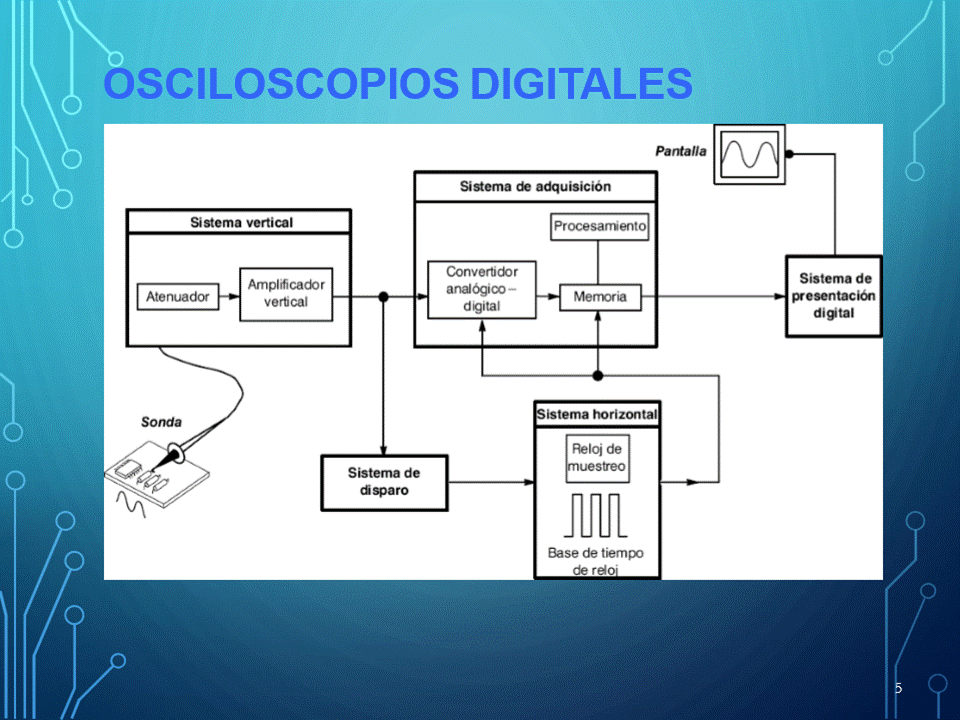 OSCILOSCOPIOS DIGITALES
Pantalla
Sistema de adquisición
Sistema vertical
Procesamiento
Convertidor
analógico –
digital
Amplificador
vertical
Atenuador
Memoria
Sistema de
presentación
digital
Sonda
Sistema horizontal
Reloj de
muestreo
Sistema de
disparo
Base de tiempo
de reloj
5